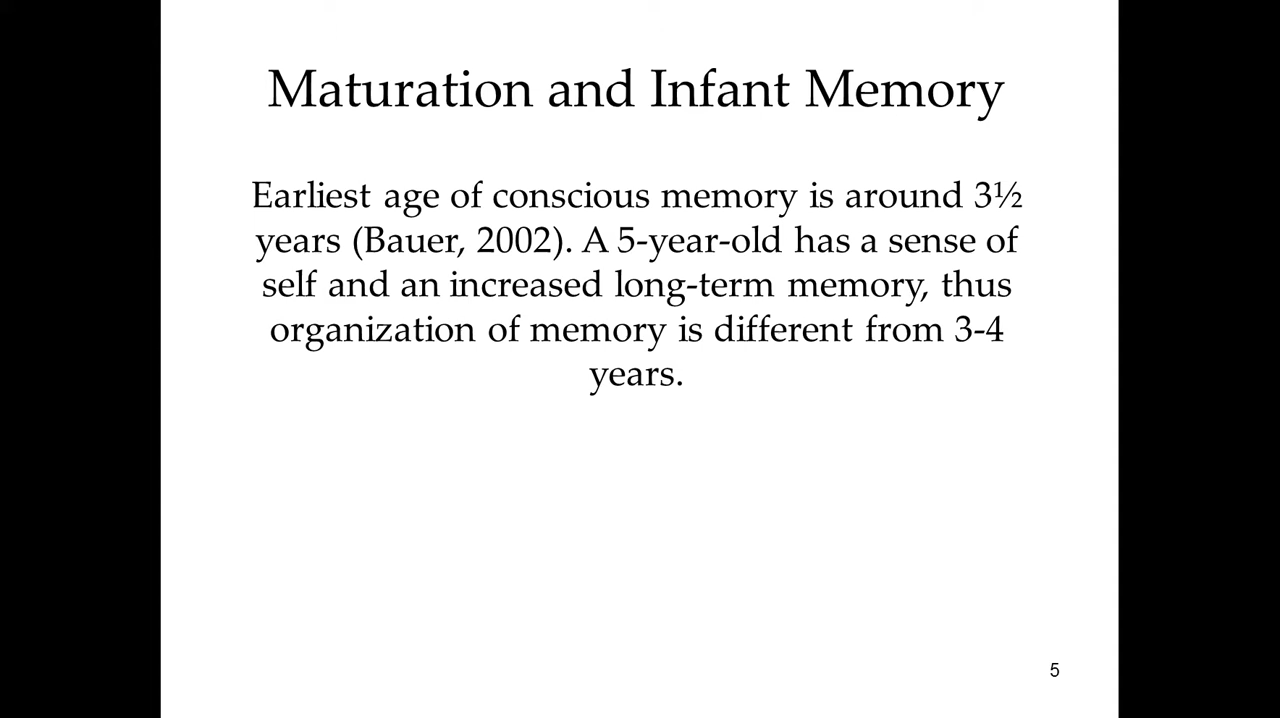 Maturation and Infant Memory
Earliest age of conscious memory is around 3½
years (Bauer, 2002). A 5-year-old has a sense of
self and an increased long-term memory, thus
organization of memory is different from 3-4
years.
5